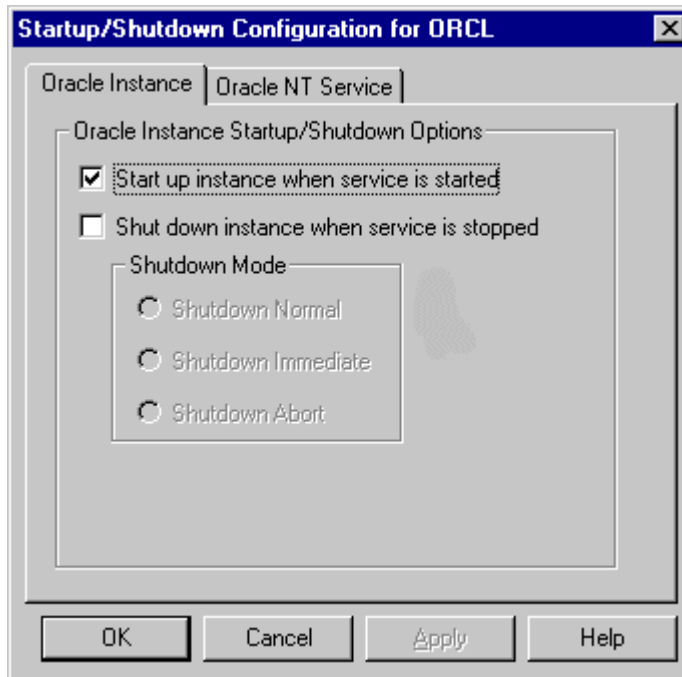 Startup/Shutdown Configuration for ORCL
Oracle Instance
Oracle NT Service
Oracle Instance Startup/Shutdown Options
Start up instance when service is started
Shut down instance when service is stopped
Shutdown Mode
Shutdown Normal
Shutdown Immediate
Shutdown Abort
OK Cancel Apply Help